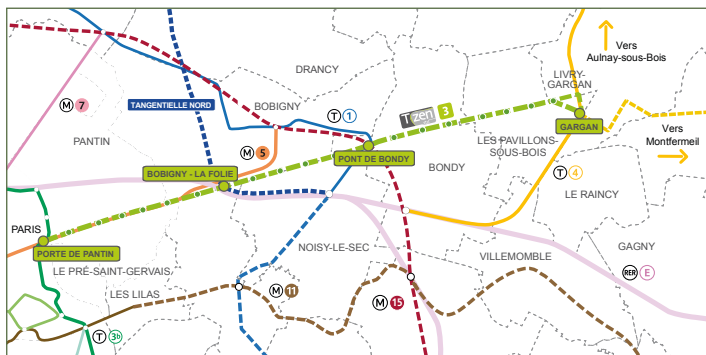 Vers
Aulnay-sous-Bois
DRANCY
LIVRY-
GARGAN
TANGENTIELLE NORD
BOBIGNY
T 1
T zen 3
M 7
GARGAN
PANTIN
M 5
LES PAVILLONS-
SOUS-BOIS
Vers
Montfermeil
PONT DE BONDY
BOBIGNY - LA FOLIE
BONDY
T 4
LE RAINCY
PARIS
PORTE DE PANTIN
NOISY-LE-SEC
VILLEMOMBLE
GAGNY
LE PRÉ-SAINT-GERVAIS
RER E
LES LILAS
M 11
M 15
T 3b